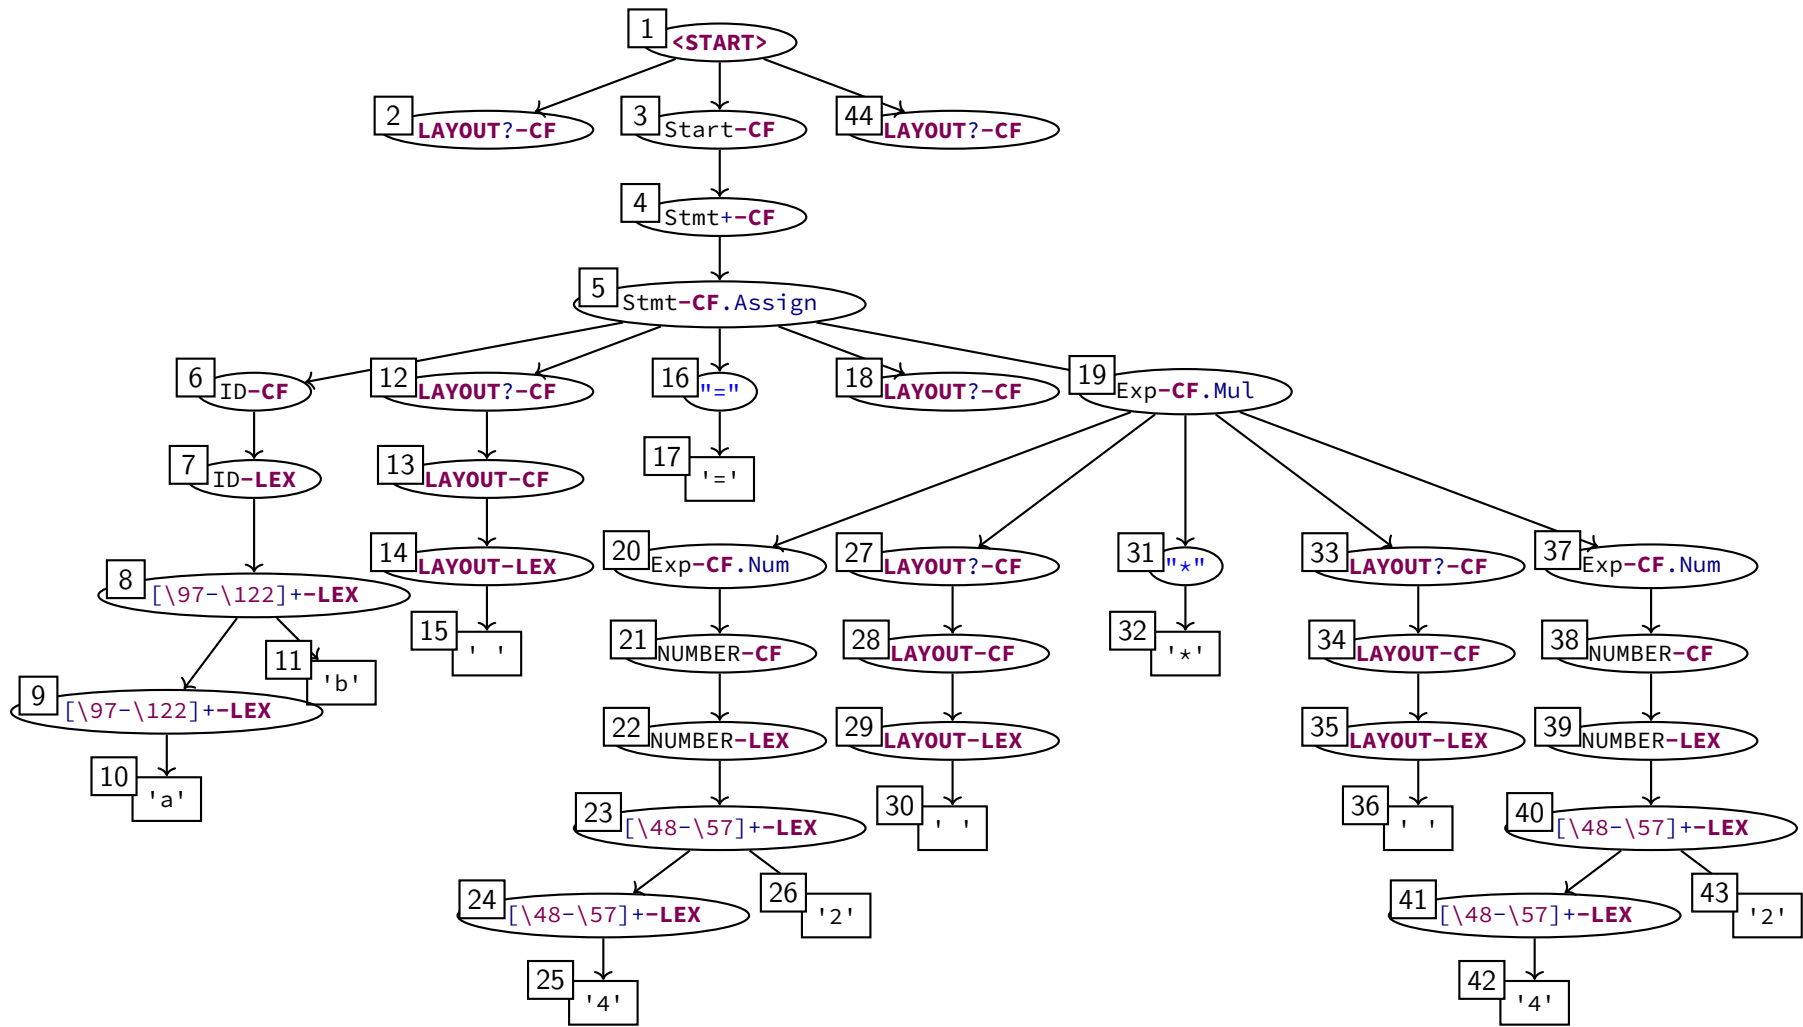 1 <START>
2 LAYOUT?-CF 3 Start-CF 44 LAYOUT?-CF
4 Stmt+-CF
5 Stmt-CF.Assign
6 ID-CF 12 LAYOUT?-CF 16 "=" 18 LAYOUT?-CF 19 Exp-CF.Mul
7 ID-LEX 13 LAYOUT-CF 17 '='
8 [\97-\122]+-LEX 14 LAYOUT-LEX 20 Exp-CF.Num 27 LAYOUT?-CF 31 "*" 33 LAYOUT?-CF 37 Exp-CF.Num
11 'b' 15 ' ' 21 NUMBER-CF 28 LAYOUT-CF 32 '*' 34 LAYOUT-CF 38 NUMBER-CF
9 [\97-\122]+-LEX 22 NUMBER-LEX 29 LAYOUT-LEX 35 LAYOUT-LEX 39 NUMBER-LEX
10 'a' 23 [\48-\57]+-LEX 30 ' ' 36 ' ' 40 [\48-\57]+-LEX
24 [\48-\57]+-LEX 26 '2' 41 [\48-\57]+-LEX 43 '2'
25 '4' 42 '4'